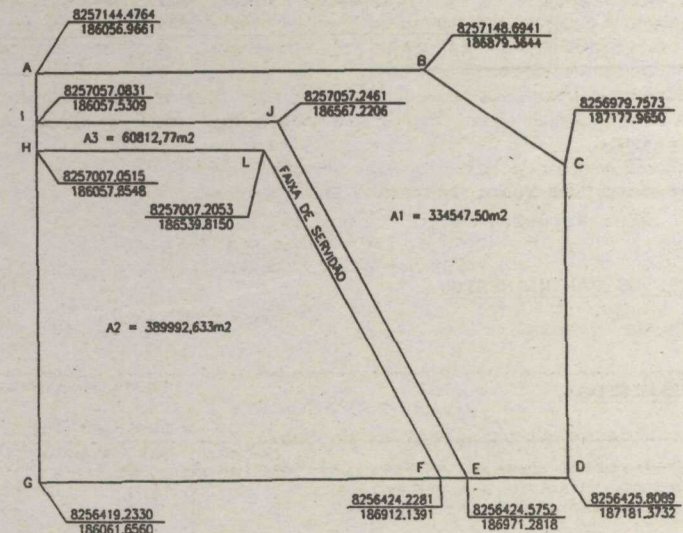 8257144.4764
186056.9661
A
B
8257148.6941
186879.3644
8257057.0831
186057.5309
I
J
8257057.2461
186567.2206
8256979.7573
187177.9650
A3 = 60812,77m2
H
L
C
8257007.0515
186057.8548
8257007.2053
186539.8150
FAIXA DE SERVIDÃO
A1 = 334547.50m2
A2 = 389992,633m2
G
F
E
D
8256419.2330
186061.6560
8256424.2281
186912.1391
8256424.5752
186971.2818
8256425.8089
187181.3732